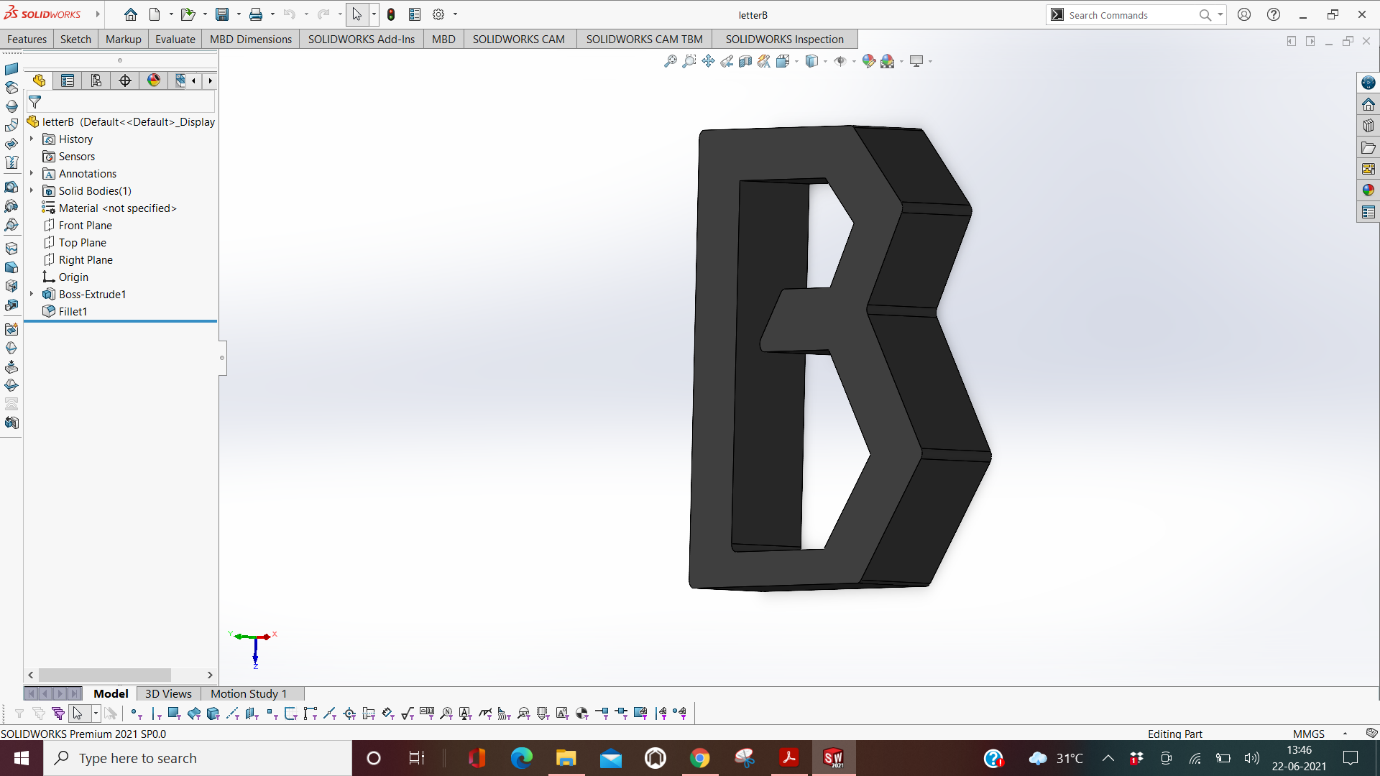 SOLIDWORKS
letterB
Search Commands
Features Sketch Markup Evaluate MBD Dimensions SOLIDWORKS Add-Ins MBD SOLIDWORKS CAM SOLIDWORKS CAM TBM SOLIDWORKS Inspection
letterB (Default<<Default>_Display
History
Sensors
Annotations
Solid Bodies(1)
Material <not specified>
Front Plane
Top Plane
Right Plane
Origin
Boss-Extrude1
Fillet1
Y X
Z
Model 3D Views Motion Study 1
SOLIDWORKS Premium 2021 SP0.0 Editing Part MMGS
Type here to search
31°C
13:46
22-06-2021